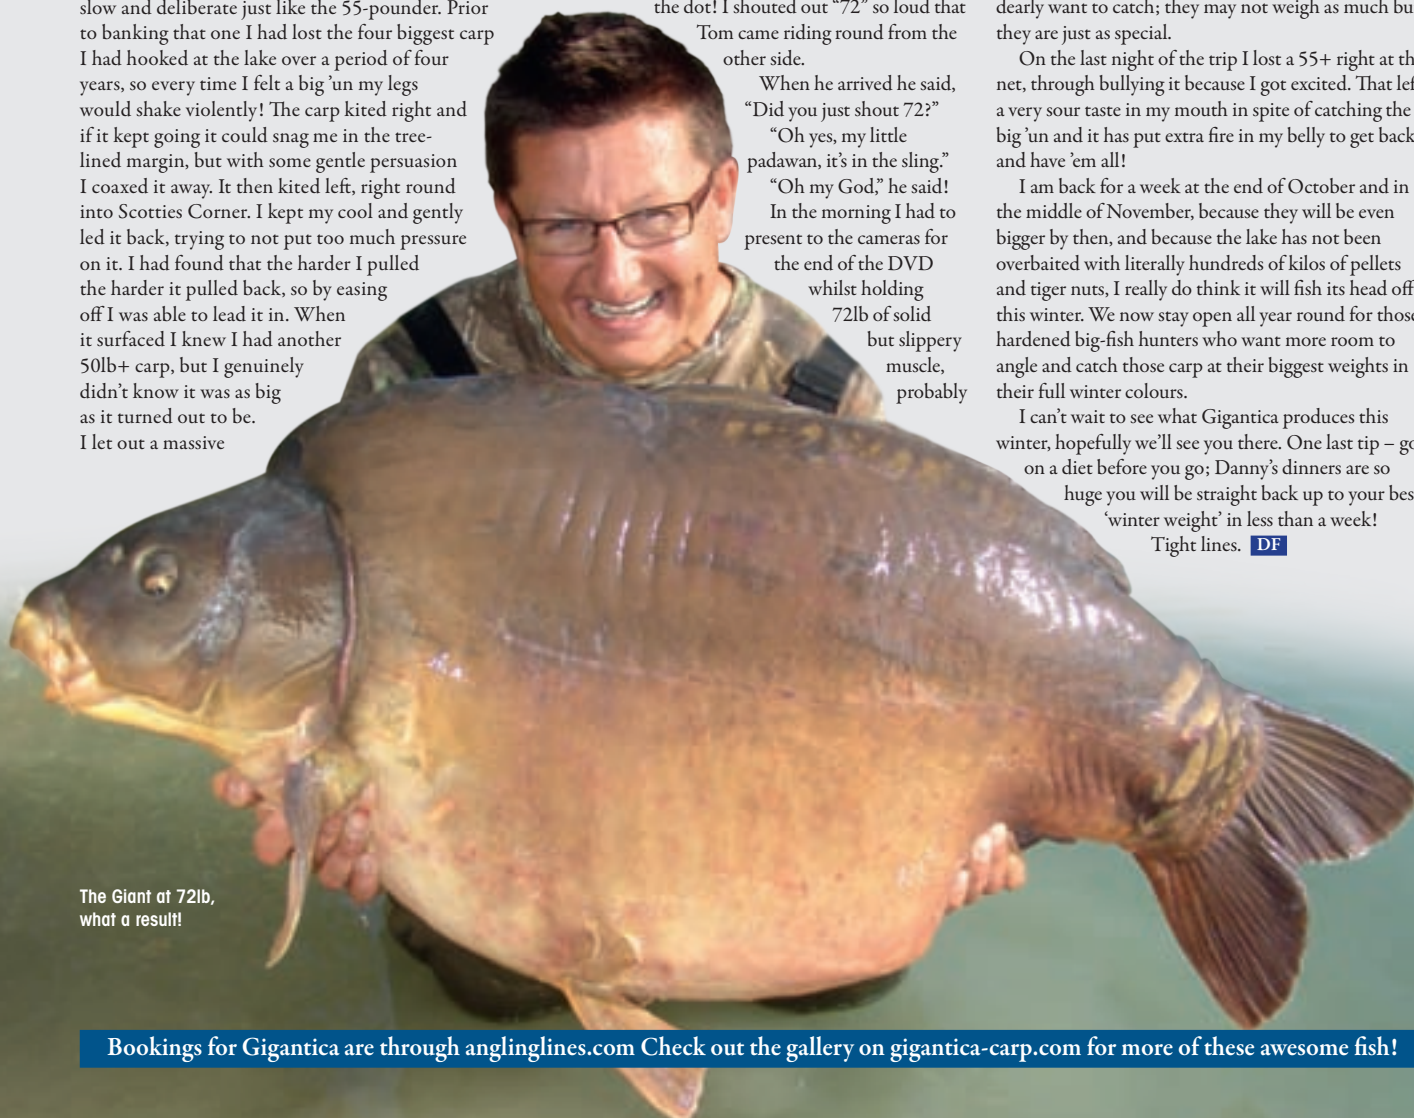 slow and deliberate just like the 55-pounder. Prior
to banking that one I had lost the four biggest carp
I had hooked at the lake over a period of four
years, so every time I felt a big ’un my legs
would shake violently! The carp kited right and
if it kept going it could snag me in the tree-
lined margin, but with some gentle persuasion
I coaxed it away. It then kited left, right round
into Scotties Corner. I kept my cool and gently
led it back, trying to not put too much pressure
on it. I had found that the harder I pulled
the harder it pulled back, so by easing
off I was able to lead it in. When
it surfaced I knew I had another
50lb+ carp, but I genuinely
didn’t know it was as big
as it turned out to be.
I let out a massive
the dot! I shouted out “72” so loud that
Tom came riding round from the
other side.
When he arrived he said,
“Did you just shout 72?”
“Oh yes, my little
padawan, it’s in the sling.”
“Oh my God,” he said!
In the morning I had to
present to the cameras for
the end of the DVD
whilst holding
72lb of solid
but slippery
muscle,
probably
dearly want to catch; they may not weigh as much bu
they are just as special.
On the last night of the trip I lost a 55+ right at th
net, through bullying it because I got excited. That lef
a very sour taste in my mouth in spite of catching the
big ’un and it has put extra fire in my belly to get back
and have ’em all!
I am back for a week at the end of October and in
the middle of November, because they will be even
bigger by then, and because the lake has not been
overbaited with literally hundreds of kilos of pellets
and tiger nuts, I really do think it will fish its head off
this winter. We now stay open all year round for those
hardened big-fish hunters who want more room to
angle and catch those carp at their biggest weights in
their full winter colours.
I can’t wait to see what Gigantica produces this
winter, hopefully we’ll see you there. One last tip – go
on a diet before you go; Danny’s dinners are so
huge you will be straight back up to your bes
‘winter weight’ in less than a week!
Tight lines. DF
The Giant at 72lb,
what a result!
Bookings for Gigantica are through anglinglines.com Check out the gallery on gigantica-carp.com for more of these awesome fish!